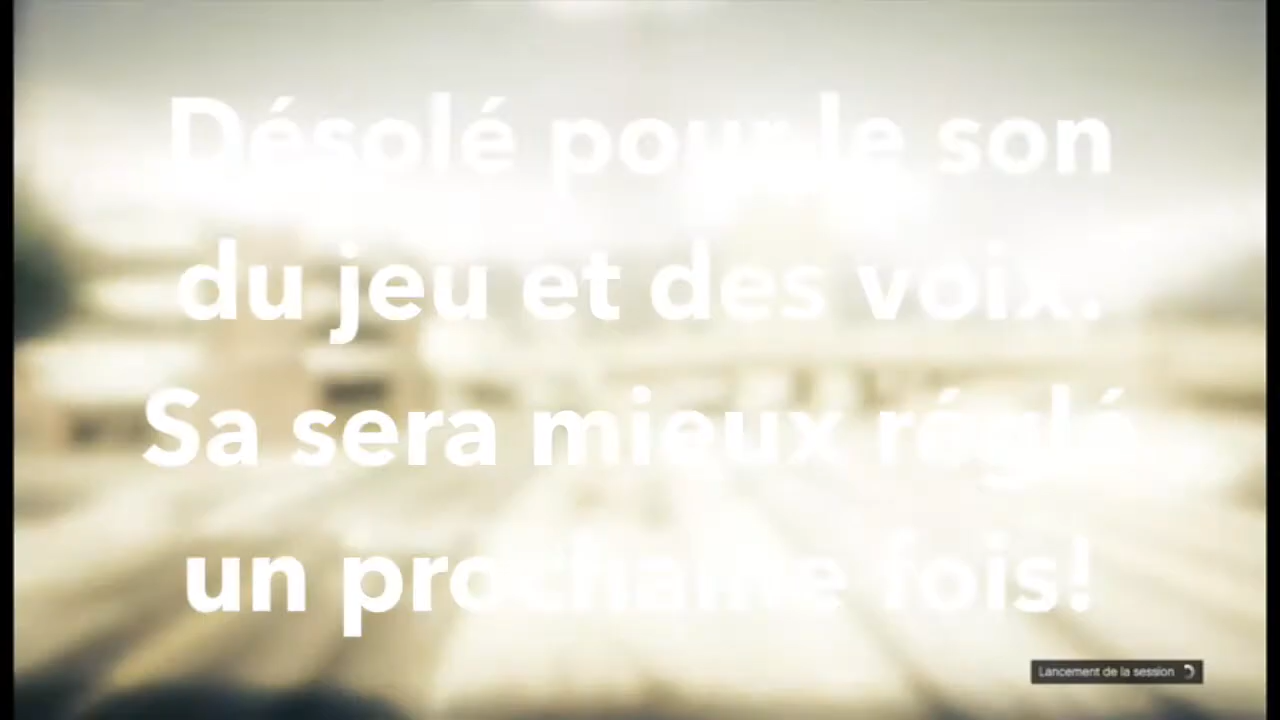 Désolé pour le son
du jeu et des voix.
Sa sera mieux réglé
un prochaine fois!
Lancement de la session